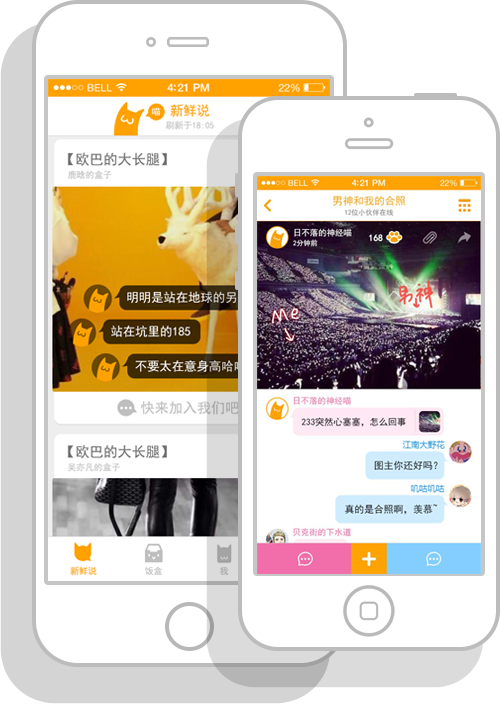 BELL
4:21 PM
22%
喵
新鲜说
刷新于18:05
【欧巴的大长腿】
鹿晗的盒子
明明是站在地球的男
站在坑里的185
不要太在意身高哈
快来加入我们吧
【欧巴的大长腿】
吴亦凡的盒子
新鲜说
饭盒
我
BELL
4:21 PM
22%
男神和我的合照
12位小伙伴在线
日不落的神经喵
2分钟前
168
男神
Me
日不落的神经喵
233突然心塞塞，怎么回事
江南大野花
图主你还好吗？
叽咕叽咕
真的是合照啊，羡慕~
贝克街的下水道